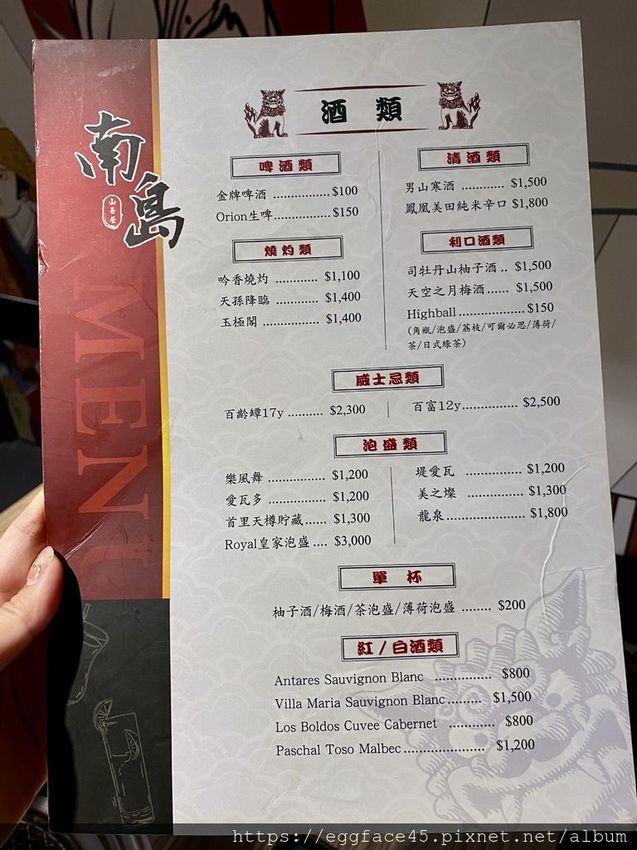 南島
山喜屋
MENU
酒類
啤酒類
金牌啤酒 ................. $100
Orion生啤................ $150
清酒類
男山寒酒 ............ $1,500
鳳凰美田純米辛口 $1,800
燒灼類
吟香燒灼 ............ $1,100
天孫降臨 ............ $1,400
玉極閣 ................ $1,400
利口酒類
司牡丹山柚子酒 .. $1,500
天空之月梅酒...... $1,500
Highball................. $150
(角瓶/泡盛/荔枝/可爾必思/薄荷/
茶/日式綠茶)
威士忌類
百齡罈17y .......... $2,300
百富12y................ $2,500
泡盛類
樂風舞 ................ $1,200
愛瓦多 ................ $1,200
首里天樽貯藏...... $1,300
Royal皇家泡盛 .... $3,000
堤愛瓦 ................ $1,200
美之燦 ................ $1,300
龍泉...................... $1,800
單杯
柚子酒/梅酒/茶泡盛/薄荷泡盛 ........ $200
紅/白酒類
Antares Sauvignon Blanc ................ $800
Villa Maria Sauvignon Blanc......... $1,500
Los Boldos Cuvee Cabernet ............. $800
Paschal Toso Malbec...................... $1,200
https://eggface45.pixnet.net/album